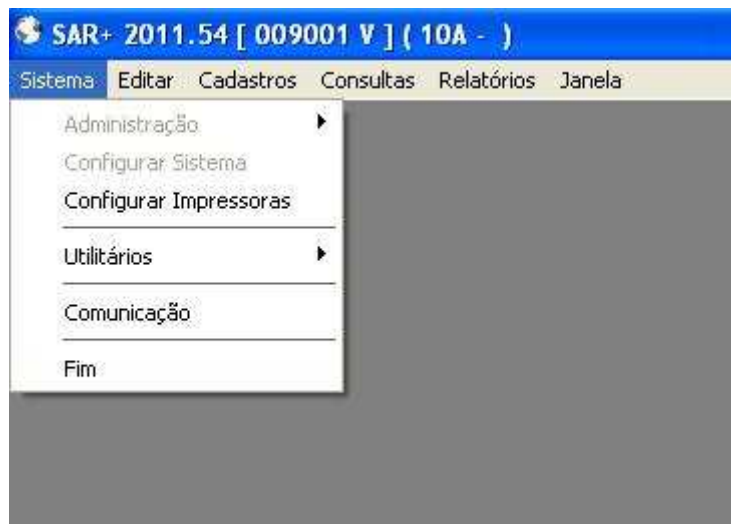 SAR+ 2011.54 [ 009001 V ] ( 10A -  )
Sistema Editar Cadastros Consultas Relatórios Janela
Administração
Configurar Sistema
Configurar Impressoras
Utilitários
Comunicação
Fim